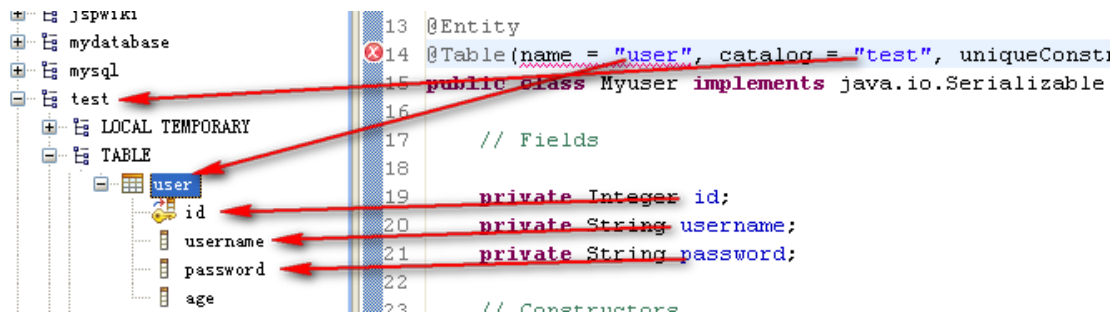 jspwiki
mydatabase
mysql
test
LOCAL TEMPORARY
TABLE
user
id
username
password
age
13 @Entity
14 @Table(name = "user", catalog = "test", uniqueConstr
15 public class Myuser implements java.io.Serializable
16
17 // Fields
18
19 private Integer id;
20 private String username;
21 private String password;
22
23 // Constructors